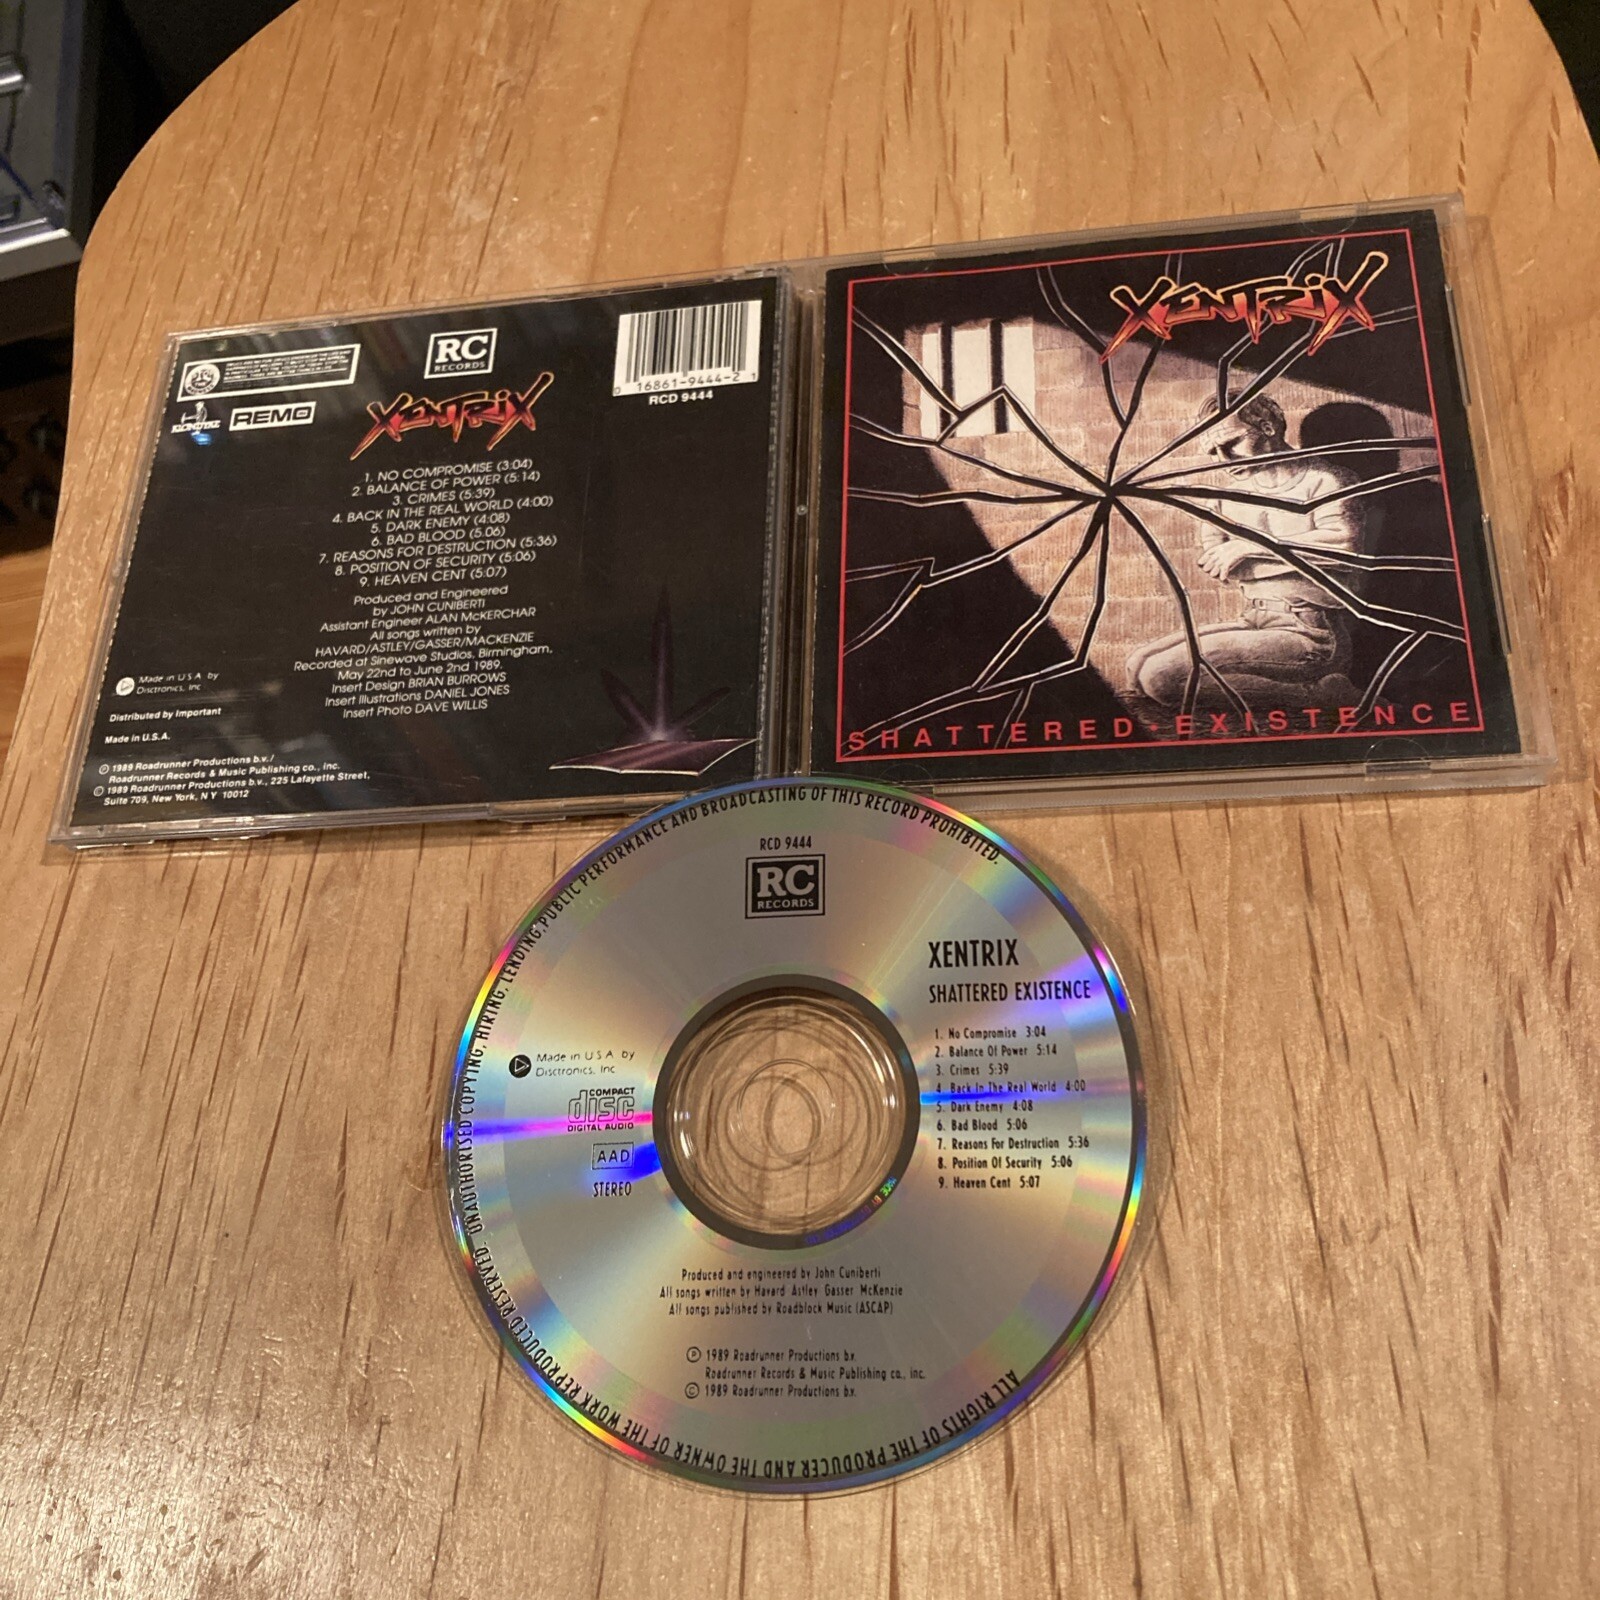 RC
RECORDS
0 16861-9444-2 1
RCD 9444
KLONDYKE
REMO
XENTRIX
1. NO COMPROMISE (3:04)
2. BALANCE OF POWER (5:14)
3. CRIMES (5:39)
4. BACK IN THE REAL WORLD (4:00)
5. DARK ENEMY (4:08)
6. BAD BLOOD (5.06)
7. REASONS FOR DESTRUCTION (5:36)
8. POSITION OF SECURITY (5:06)
9. HEAVEN CENT (5:07)
Produced and Engineered
by JOHN CUNIBERTI
Assistant Engineer ALAN McKERCHAR
All songs written by
HAVARD/ASTLEY/GASSER/MACKENZIE
Recorded at Sinewave Studios, Birmingham,
May 22nd to June 2nd 1989.
Insert Design BRIAN BURROWS
Insert Illustrations DANIEL JONES
Insert Photo DAVE WILLIS
Made in U S A by
Disctronics, Inc
Distributed by Important
Made in U.S.A.
℗ 1989 Roadrunner Productions b.v./
Roadrunner Records & Music Publishing co., inc.
© 1989 Roadrunner Productions b.v., 225 Lafayette Street,
Suite 709, New York, N Y 10012
XENTRIX
SHATTERED · EXISTENCE
RCD 9444
RC
RECORDS
XENTRIX
SHATTERED EXISTENCE
1. No Compromise 3:04
2. Balance Of Power 5:14
3. Crimes 5:39
4 Back In The Real World 4:00
5. Dark Enemy 4:08
6. Bad Blood 5:06
7. Reasons For Destruction 5:36
8. Position Of Security 5:06
9. Heaven Cent 5:07
Made in U S A by
Disctronics, Inc
COMPACT
disc
DIGITAL AUDIO
AAD
STEREO
Produced and engineered by John Cuniberti
All songs written by Havard Astley Gasser McKenzie
All songs published by Roadblock Music (ASCAP)
℗ 1989 Roadrunner Productions bv.
Roadrunner Records & Music Publishing co., inc.
© 1989 Roadrunner Productions bv.
ALL RIGHTS OF THE PRODUCER AND THE OWNER OF THE WORK REPRODUCED RESERVED. UNAUTHORISED COPYING, HIRING, LENDING, PUBLIC PERFORMANCE AND BROADCASTING OF THIS RECORD PROHIBITED.